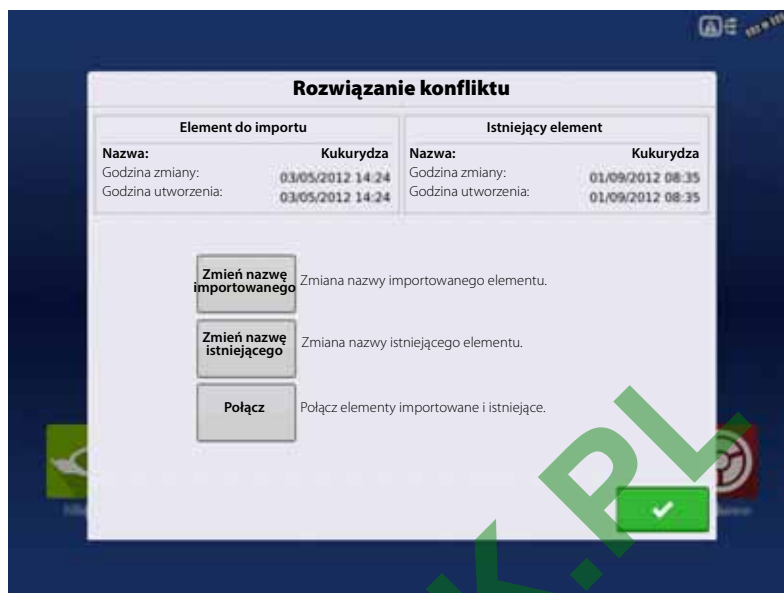 Rozwiązanie konfliktu
Element do importu
Istniejący element
Nazwa: Kukurydza
Godzina zmiany: 03/05/2012 14:24
Godzina utworzenia: 03/05/2012 14:24
Nazwa: Kukurydza
Godzina zmiany: 01/09/2012 08:35
Godzina utworzenia: 01/09/2012 08:35
Zmień nazwę
importowanego
Zmiana nazwy importowanego elementu.
Zmień nazwę
istniejącego
Zmiana nazwy istniejącego elementu.
Połącz
Połącz elementy importowane i istniejące.
K.PL